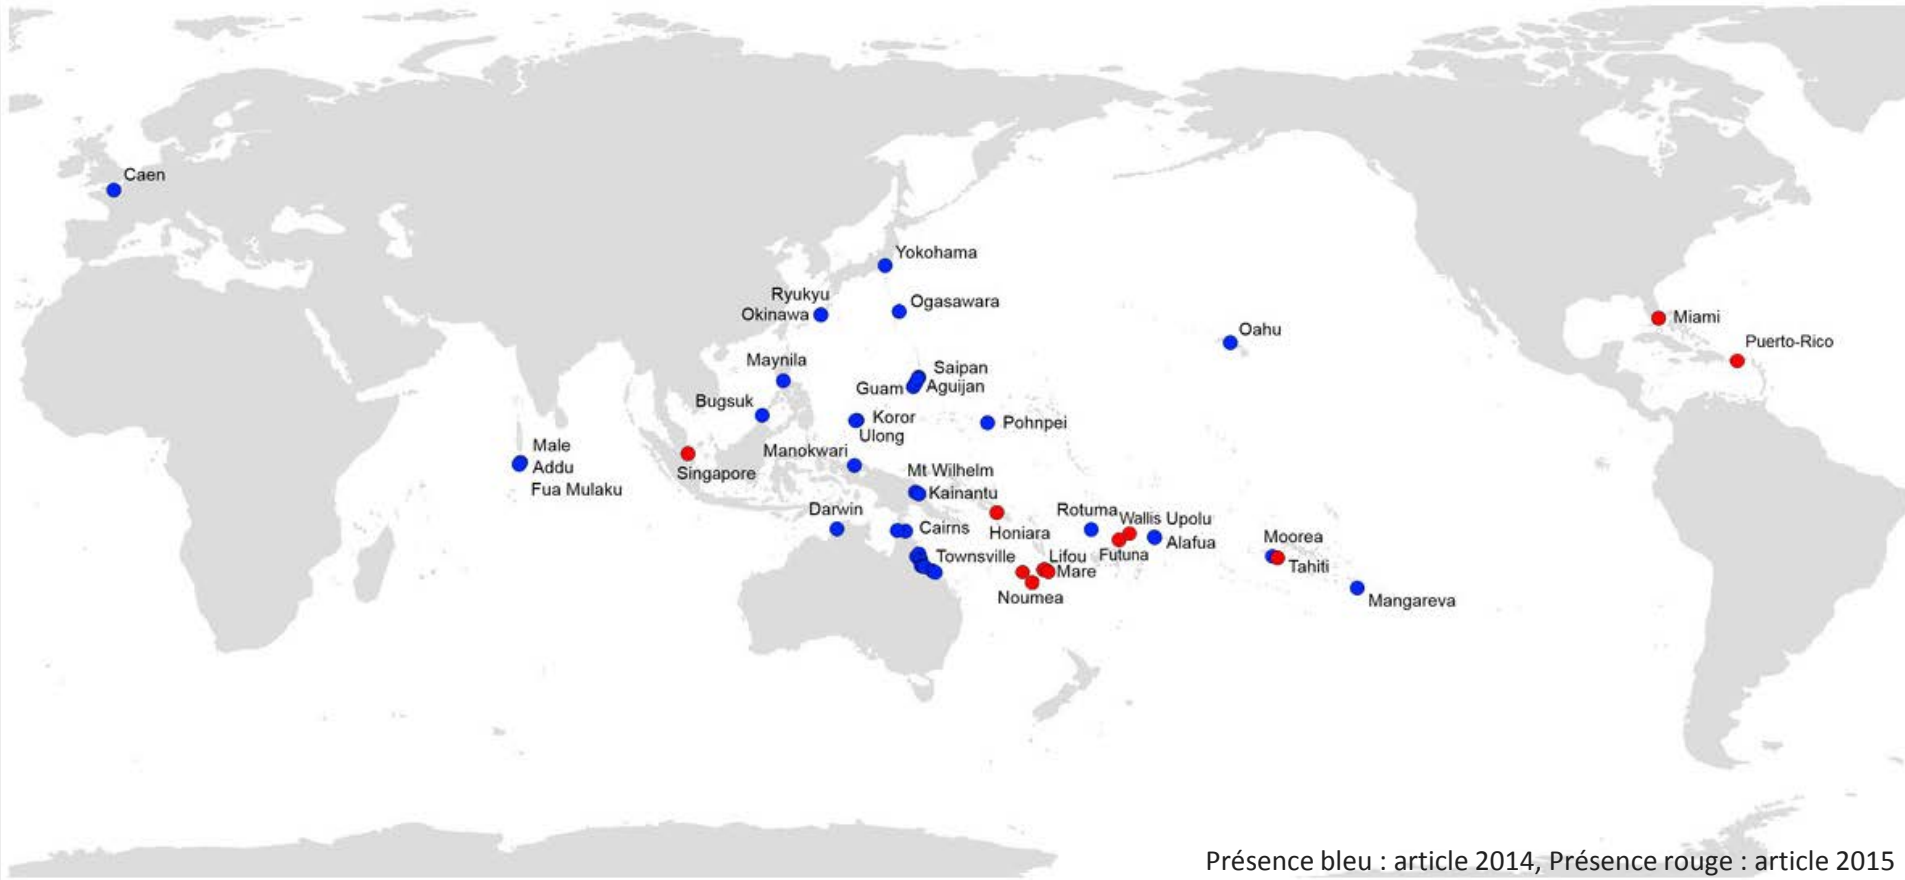 Caen
Yokohama
Ryukyu
Okinawa
Ogasawara
Miami
Oahu
Puerto-Rico
Maynila
Saipan
Guam
Aguijan
Bugsuk
Koror
Ulong
Pohnpei
Male
Addu
Fua Mulaku
Singapore
Manokwari
Mt Wilhelm
Kainantu
Darwin
Cairns
Honiara
Rotuma
Wallis Upolu
Alafua
Futuna
Moorea
Tahiti
Townsville
Lifou
Mare
Noumea
Mangareva
Présence bleu : article 2014, Présence rouge : article 2015